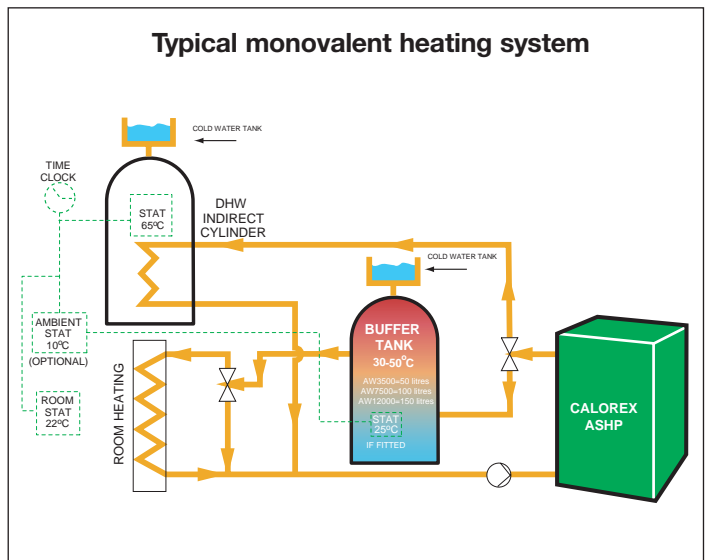 Typical monovalent heating system
COLD WATER TANK
TIME
CLOCK
STAT
65ºC
DHW
INDIRECT
CYLINDER
COLD WATER TANK
AMBIENT
STAT
10ºC
(OPTIONAL)
ROOM
STAT
22ºC
ROOM HEATING
BUFFER
TANK
30-50°C
AW3500=50 litres
AW7500=100 litres
AW12000=150 litres
STAT
25ºC
IF FITTED
CALOREX
ASHP